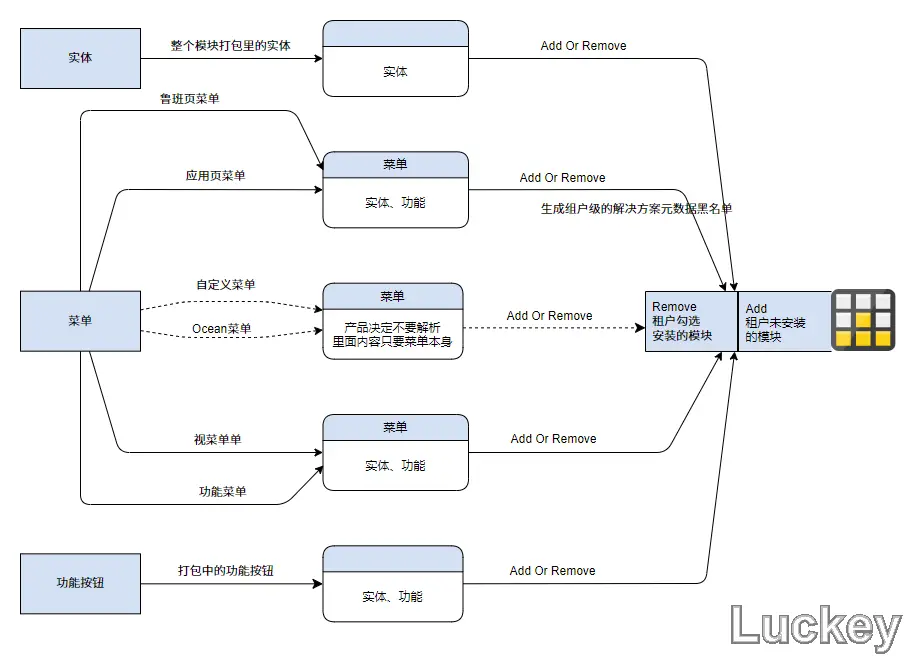 实体
整个模块打包里的实体
实体
Add Or Remove
鲁班页菜单
应用页菜单
菜单
实体、功能
Add Or Remove
生成组户级的解决方案元数据黑名单
菜单
自定义菜单
Ocean菜单
菜单
产品决定不要解析
里面内容只要菜单本身
Add Or Remove
Remove
租户勾选
安装的模块
Add
租户未安装
的模块
视菜单单
功能菜单
菜单
实体、功能
Add Or Remove
功能按钮
打包中的功能按钮
实体、功能
Add Or Remove
Luckey